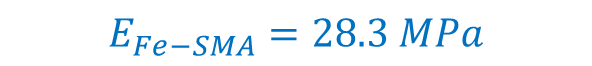 E_{Fe−SMA} = 28.3 MPa